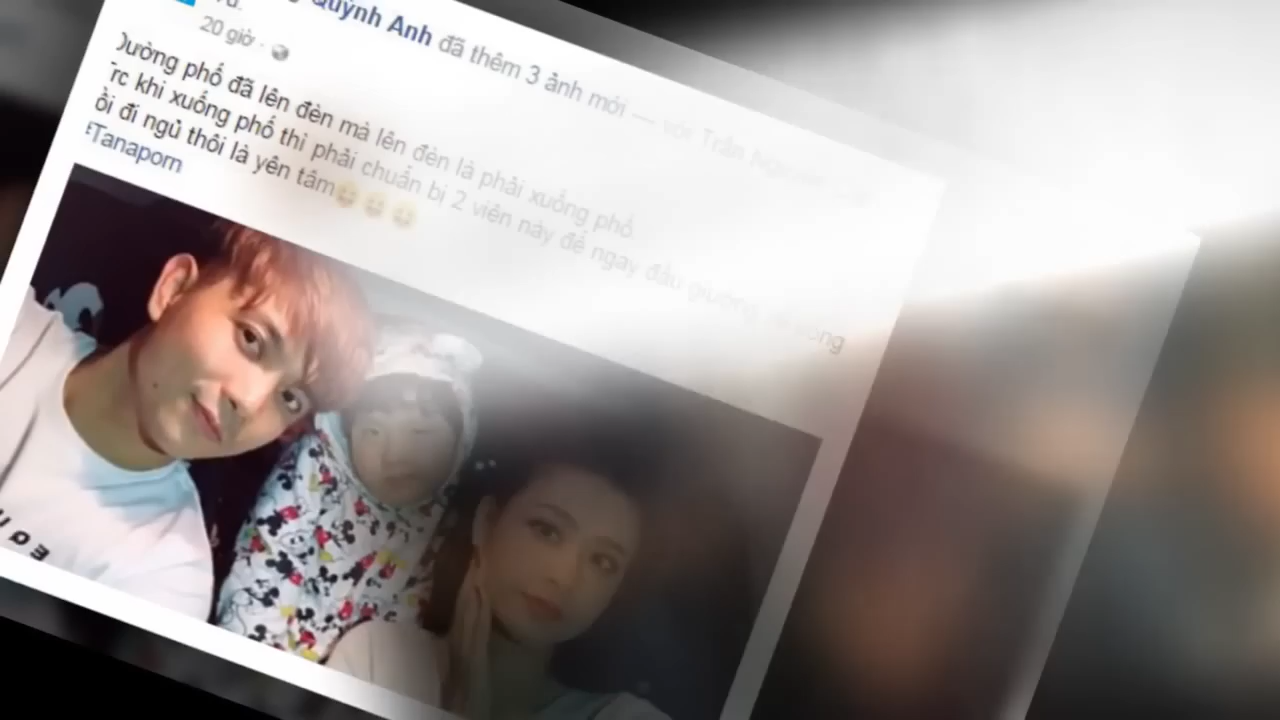 Quỳnh Anh đã thêm 3 ảnh mới — với Trần Nguyên
20 giờ ·
Đường phố đã lên đèn mà lên đèn là phải xuống phố
Trc khi xuống phố thì phải chuẩn bị 2 viên này để ngay đầu giường
ồi đi ngủ thôi là yên tâm😀😀😀
#Tanaporn